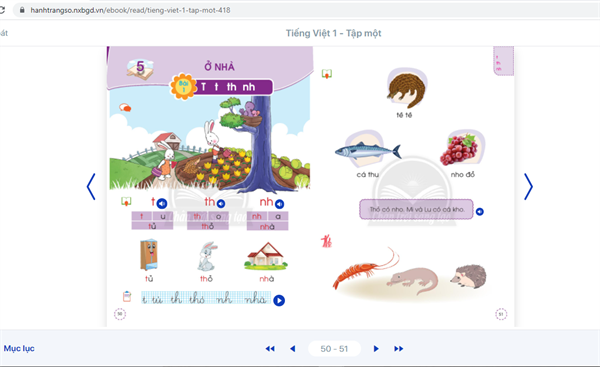 hanhtrangso.nxbgd.vn/ebook/read/tieng-viet-1-tap-mot-418
Tiếng Việt 1 - Tập một
5
Ở NHÀ
Bài 1
T t th nh
t
th
nh
t u
th o
nh a
tủ
thỏ
nhà
tủ
thỏ
nhà
t tủ th thỏ nh nhà
50
t
th
nh
tê tê
cá thu
nho đỏ
Thỏ có nho. Mi và Lu có cá kho.
51
Mục lục
50 - 51